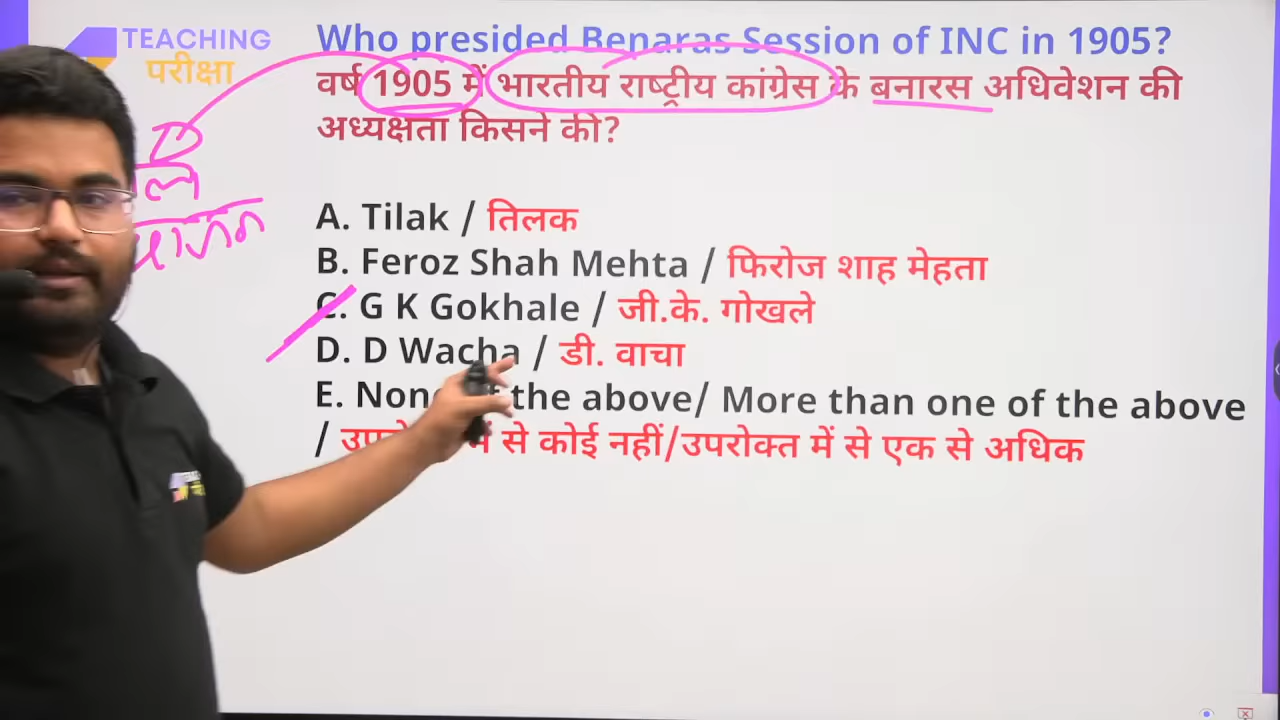 TEACHING
परीक्षा
Who presided Benaras Session of INC in 1905?
वर्ष 1905 में भारतीय राष्ट्रीय कांग्रेस के बनारस अधिवेशन की
अध्यक्षता किसने की?
A. Tilak / तिलक
B. Feroz Shah Mehta / फिरोज शाह मेहता
C. G K Gokhale / जी.के. गोखले
D. D Wacha / डी. वाचा
E. None the above/ More than one of the above
/ में से कोई नहीं/उपरोक्त में से एक से अधिक